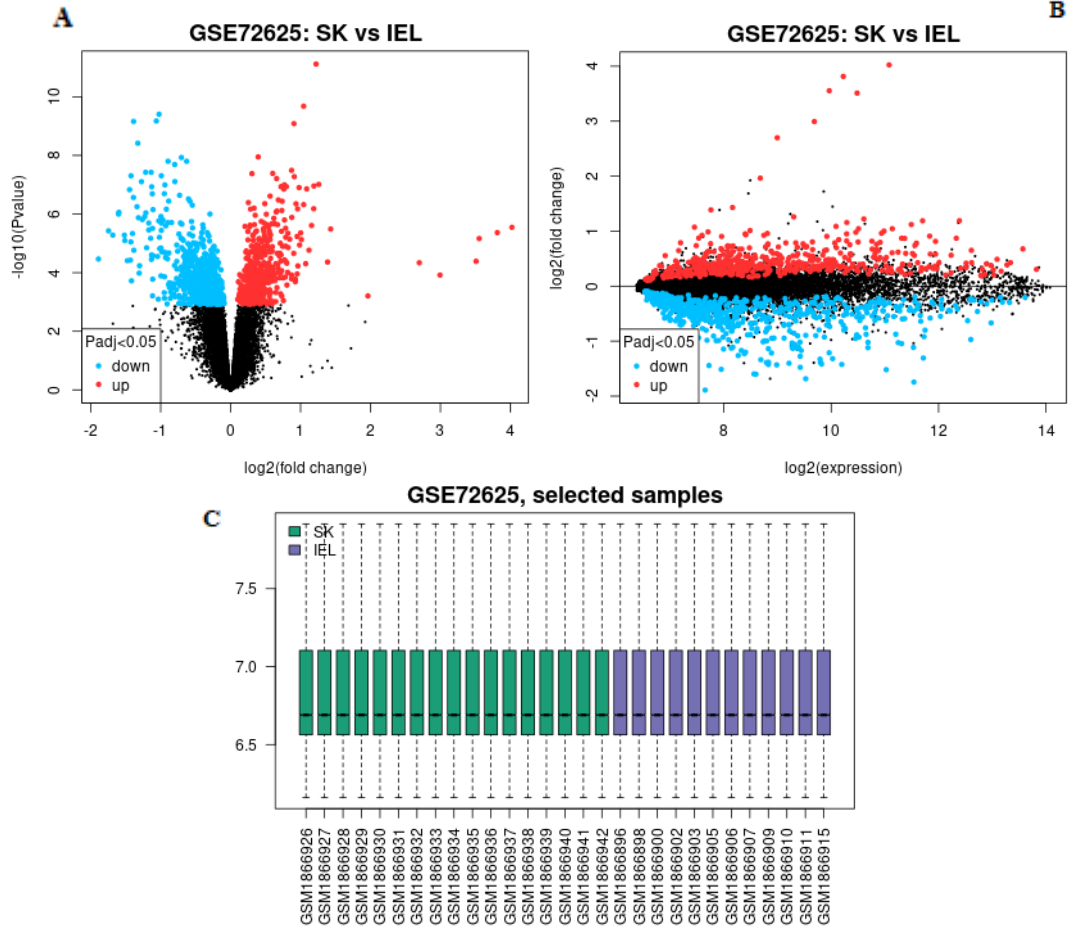 A
B
GSE72625: SK vs IEL
GSE72625: SK vs IEL
-log10(Pvalue)
10
8
6
4
2
0
Padj<0.05
down
up
-2 -1 0 1 2 3 4
log2(fold change)
log2(fold change)
4
3
2
1
0
-1
-2
Padj<0.05
down
up
8 10 12 14
log2(expression)
C
GSE72625, selected samples
SK
IEL
7.5
7.0
6.5
GSM1866926
GSM1866927
GSM1866928
GSM1866929
GSM1866930
GSM1866931
GSM1866932
GSM1866933
GSM1866934
GSM1866935
GSM1866936
GSM1866937
GSM1866938
GSM1866939
GSM1866940
GSM1866941
GSM1866942
GSM1866896
GSM1866898
GSM1866900
GSM1866902
GSM1866903
GSM1866905
GSM1866906
GSM1866907
GSM1866909
GSM1866910
GSM1866911
GSM1866915